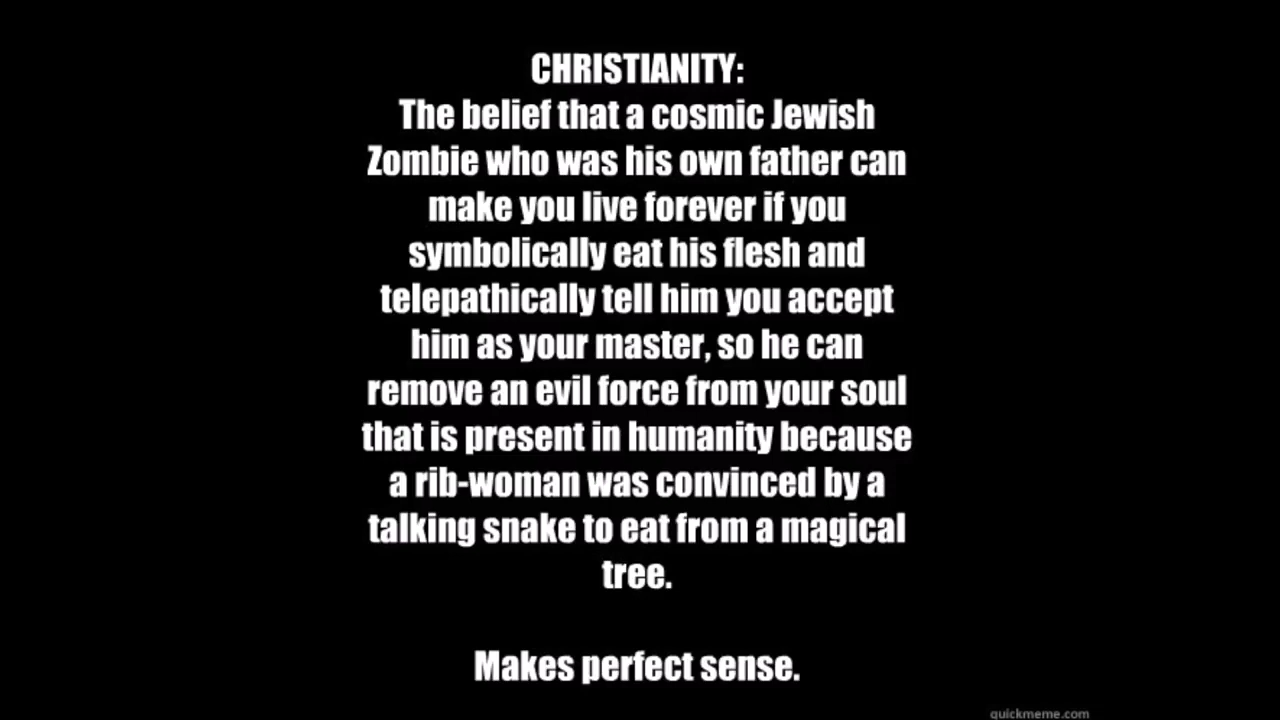 CHRISTIANITY:
The belief that a cosmic Jewish
Zombie who was his own father can
make you live forever if you
symbolically eat his flesh and
telepathically tell him you accept
him as your master, so he can
remove an evil force from your soul
that is present in humanity because
a rib-woman was convinced by a
talking snake to eat from a magical
tree.
Makes perfect sense.
quickmeme.com